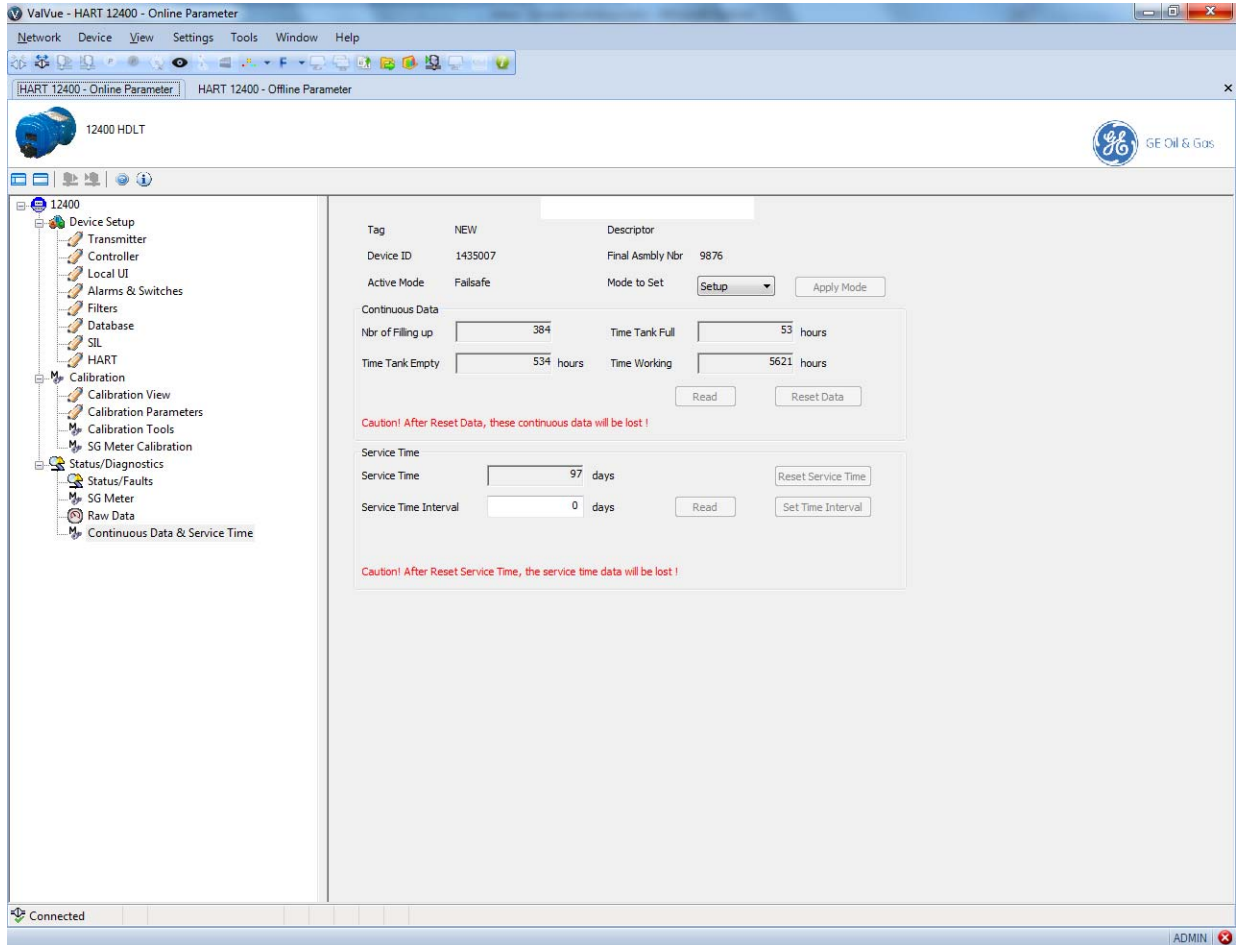 ValVue - HART 12400 - Online Parameter
Network Device View Settings Tools Window Help
F
HART 12400 - Online Parameter HART 12400 - Offline Parameter
12400 HDLT
GE Oil & Gas
12400
Device Setup
Transmitter
Controller
Local UI
Alarms & Switches
Filters
Database
SIL
HART
Calibration
Calibration View
Calibration Parameters
Calibration Tools
SG Meter Calibration
Status/Diagnostics
Status/Faults
SG Meter
Raw Data
Continuous Data & Service Time
Tag NEW Descriptor
Device ID 1435007 Final Asmbly Nbr 9876
Active Mode Failsafe Mode to Set Setup Apply Mode
Continuous Data
Nbr of Filling up 384 Time Tank Full 53 hours
Time Tank Empty 534 hours Time Working 5621 hours
Read Reset Data
Caution! After Reset Data, these continuous data will be lost !
Service Time
Service Time 97 days Reset Service Time
Service Time Interval 0 days Read Set Time Interval
Caution! After Reset Service Time, the service time data will be lost !
Connected
ADMIN